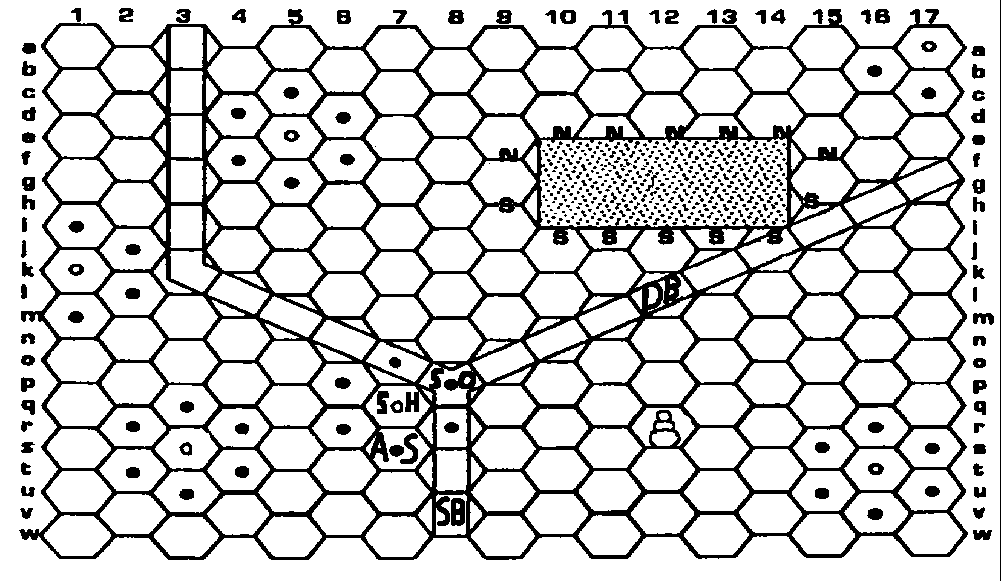 1 2 3 4 5 6 7 8 9 10 11 12 13 14 15 16 17
a a
b b
c c
d d
e N N N N N e
f N N f
g g
h S S h
i S S S S S i
j j
k k
l DB l
m m
n n
o o
p S O p
q S H q
r r
s A S s
t t
u u
v SB v
w w